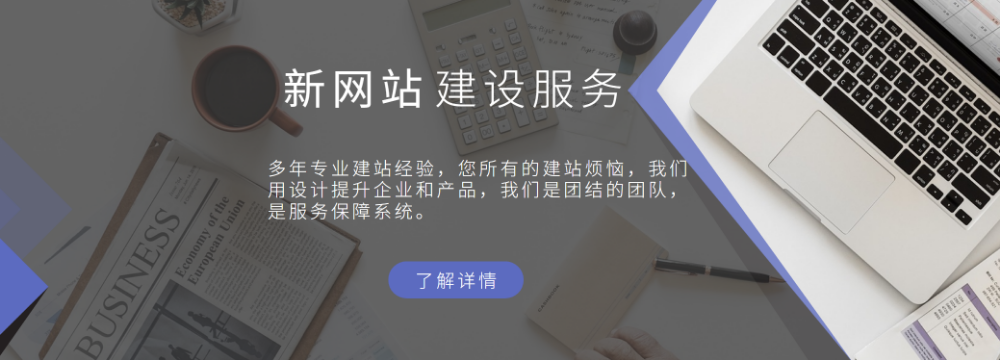 新网站 建设服务
多年专业建站经验，您所有的建站烦恼，我们
用设计提升企业和产品，我们是团结的团队，
是服务保障系统。
了解详情
BUSINESS
Economy of the
European Union